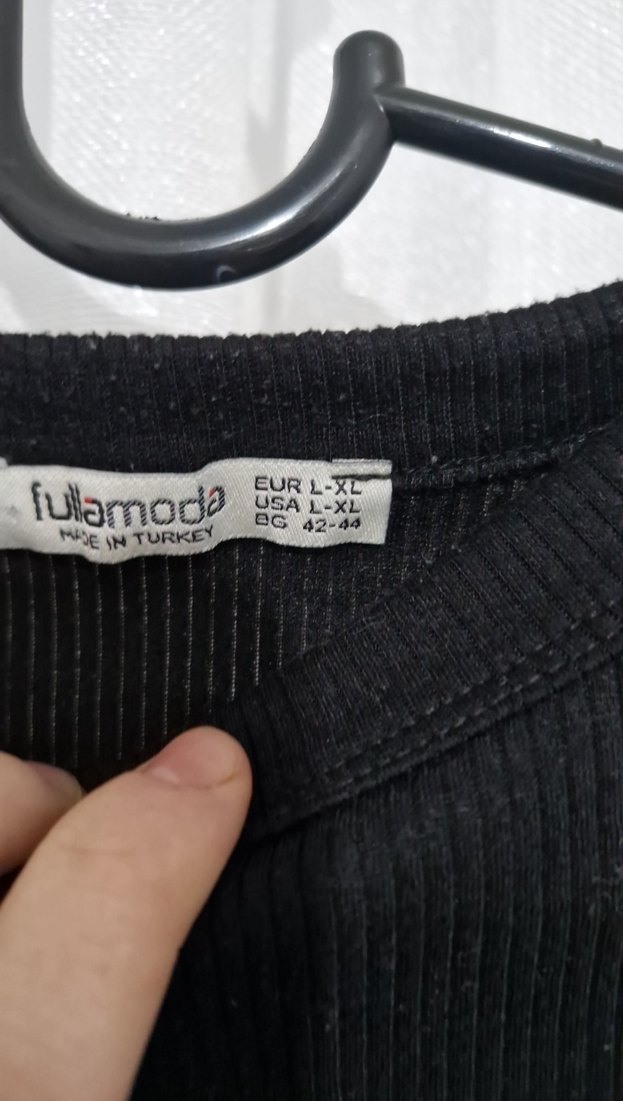 fullamoda
MADE IN TURKEY
EUR L-XL
USA L-XL
BG 42-44